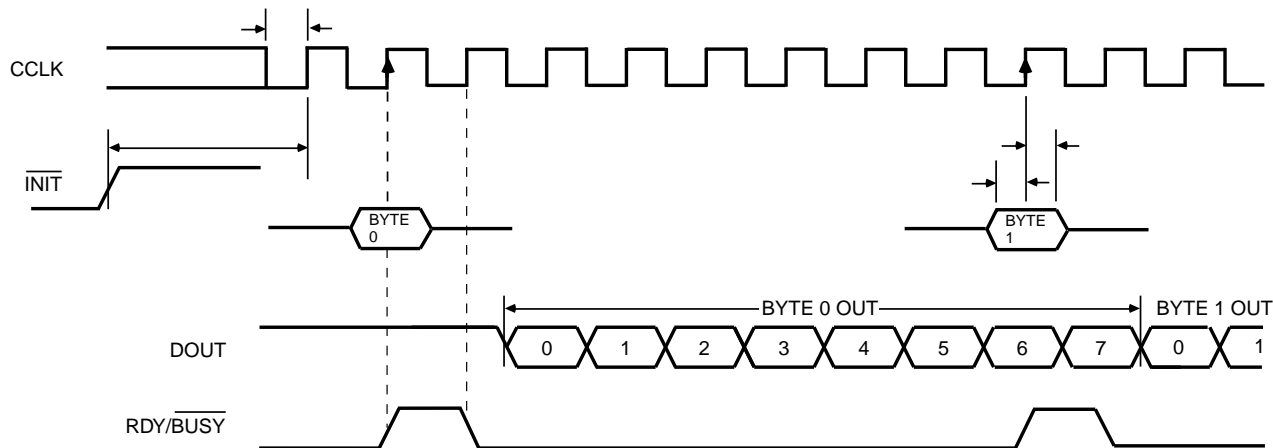 CCLK
INIT
BYTE
0
BYTE
1
BYTE 0 OUT
BYTE 1 OUT
DOUT
0 1 2 3 4 5 6 7 0 1
RDY/BUSY